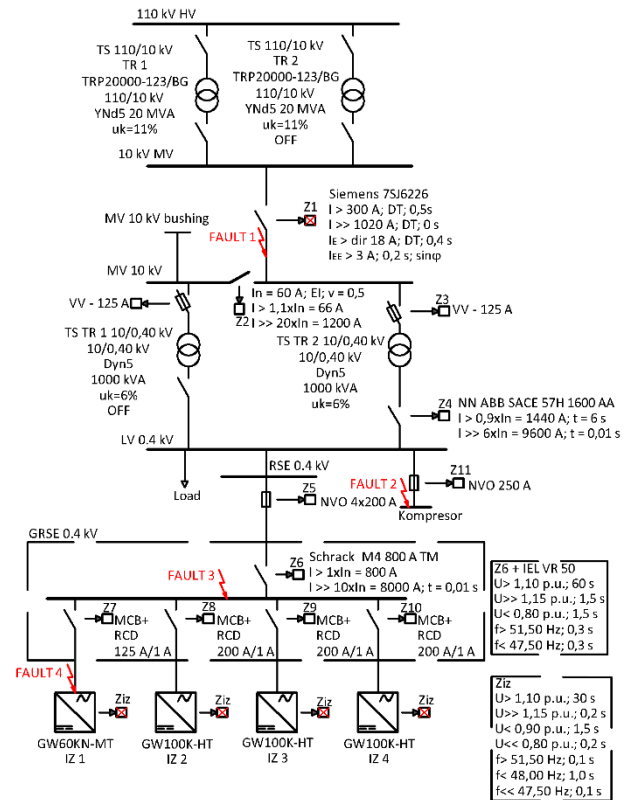 110 kV HV
TS 110/10 kV
TR 1
TRP20000-123/BG
110/10 kV
YNd5 20 MVA
uk=11%
TS 110/10 kV
TR 2
TRP20000-123/BG
110/10 kV
YNd5 20 MVA
uk=11%
OFF
10 kV MV
Siemens 7SJ6226
Z1
I > 300 A; DT; 0,5s
I >> 1020 A; DT; 0 s
IE > dir 18 A; DT; 0,4 s
IEE > 3 A; 0,2 s; sinφ
MV 10 kV bushing
FAULT 1
MV 10 kV
In = 60 A; EI; v = 0,5
I > 1,1xIn = 66 A
I >> 20xIn = 1200 A
Z2
VV - 125 A
Z3
VV - 125 A
TS TR 1 10/0,40 kV
10/0,40 kV
Dyn5
1000 kVA
uk=6%
OFF
TS TR 2 10/0,40 kV
10/0,40 kV
Dyn5
1000 kVA
uk=6%
Z4
NN ABB SACE 57H 1600 AA
I > 0,9xIn = 1440 A; t = 6 s
I >> 6xIn = 9600 A; t = 0,01 s
LV 0.4 kV
Load
RSE 0.4 kV
Z5
NVO 4x200 A
FAULT 2
Z11
NVO 250 A
Kompresor
GRSE 0.4 kV
Schrack M4 800 A TM
Z6
I > 1xIn = 800 A
I >> 10xIn = 8000 A; t = 0,01 s
FAULT 3
Z7
MCB+
RCD
125 A/1 A
Z8
MCB+
RCD
200 A/1 A
Z9
MCB+
RCD
200 A/1 A
Z10
MCB+
RCD
200 A/1 A
Z6 + IEL VR 50
U> 1,10 p.u.; 60 s
U>> 1,15 p.u.; 1,5 s
U< 0,80 p.u.; 1,5 s
f> 51,50 Hz; 0,3 s
f< 47,50 Hz; 0,3 s
FAULT 4
Ziz
Ziz
Ziz
Ziz
GW60KN-MT
IZ 1
GW100K-HT
IZ 2
GW100K-HT
IZ 3
GW100K-HT
IZ 4
Ziz
U> 1,10 p.u.; 30 s
U>> 1,15 p.u.; 0,2 s
U< 0,90 p.u.; 1,5 s
U<< 0,80 p.u.; 0,2 s
f> 51,50 Hz; 0,1 s
f< 48,00 Hz; 1,0 s
f<< 47,50 Hz; 0,1 s